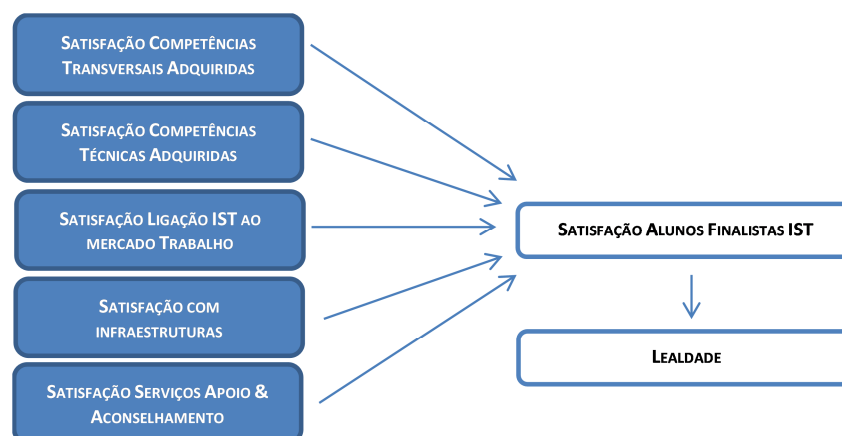 Satisfação Competências
Transversais Adquiridas
Satisfação Competências
Técnicas Adquiridas
Satisfação Ligação IST ao
mercado Trabalho
Satisfação com
infraestruturas
Satisfação Serviços Apoio &
Aconselhamento
Satisfação Alunos Finalistas IST
Lealdade